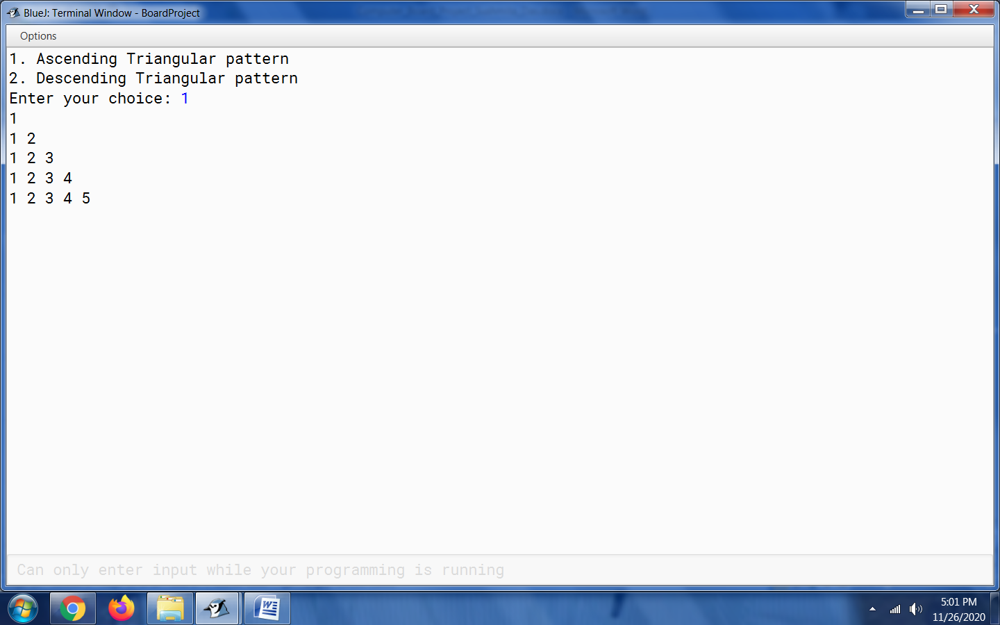 BlueJ: Terminal Window - BoardProject
Options
1. Ascending Triangular pattern
2. Descending Triangular pattern
Enter your choice: 1
1
1 2
1 2 3
1 2 3 4
1 2 3 4 5
Can only enter input while your programming is running
5:01 PM
11/26/2020